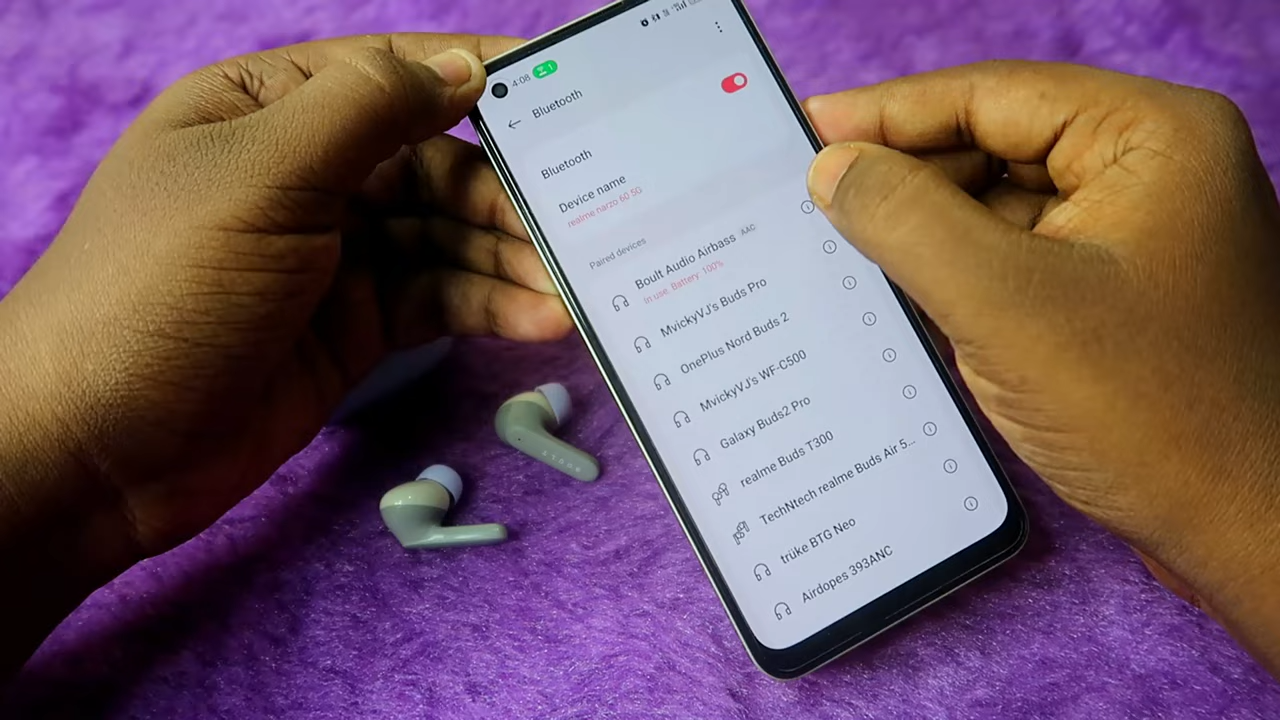 4:08 1
Bluetooth
Bluetooth
Device name
realme narzo 60 5G
Paired devices
Boult Audio Airbass AAC
In use, Battery: 100%
MvickyVJ's Buds Pro
OnePlus Nord Buds 2
MvickyVJ's WF-C500
Galaxy Buds2 Pro
realme Buds T300
TechNtech realme Buds Air 5...
trüke BTG Neo
Airdopes 393ANC